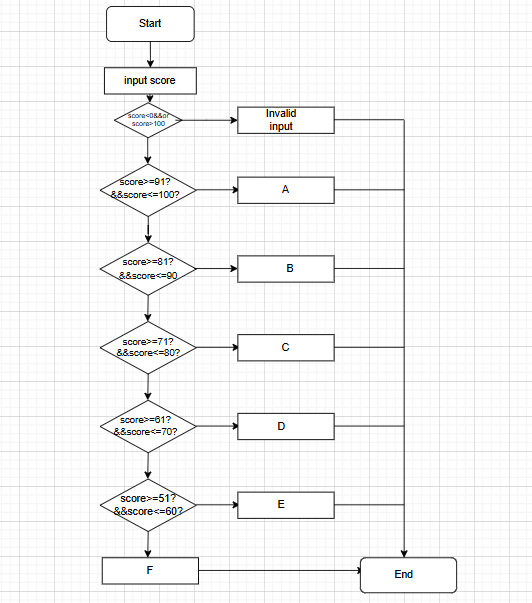 Start
input score
score<0&&or
score>100
Invalid
input
score>=91?
&&score<=100?
A
score>=81?
&&score<=90
B
score>=71?
&&score<=80?
C
score>=61?
&&score<=70?
D
score>=51?
&&score<=60?
E
F
End